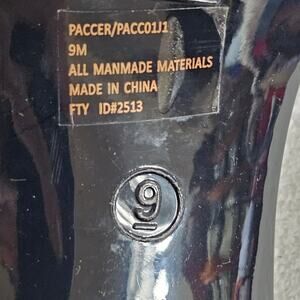 PACCER/PACC01J1
9M
ALL MANMADE MATERIALS
MADE IN CHINA
FTY ID#2513
9